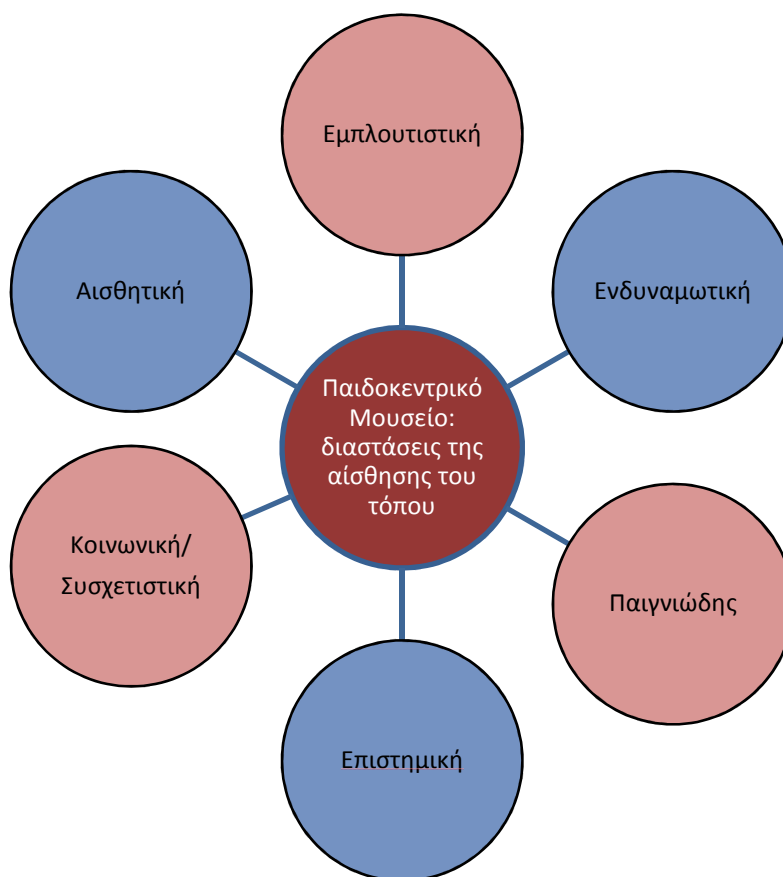 Εμπλουτιστική
Αισθητική
Ενδυναμωτική
Παιδοκεντρικό
Μουσείο:
διαστάσεις της
αίσθησης του
τόπου
Κοινωνική/
Συσχετιστική
Παιγνιώδης
Επιστημική